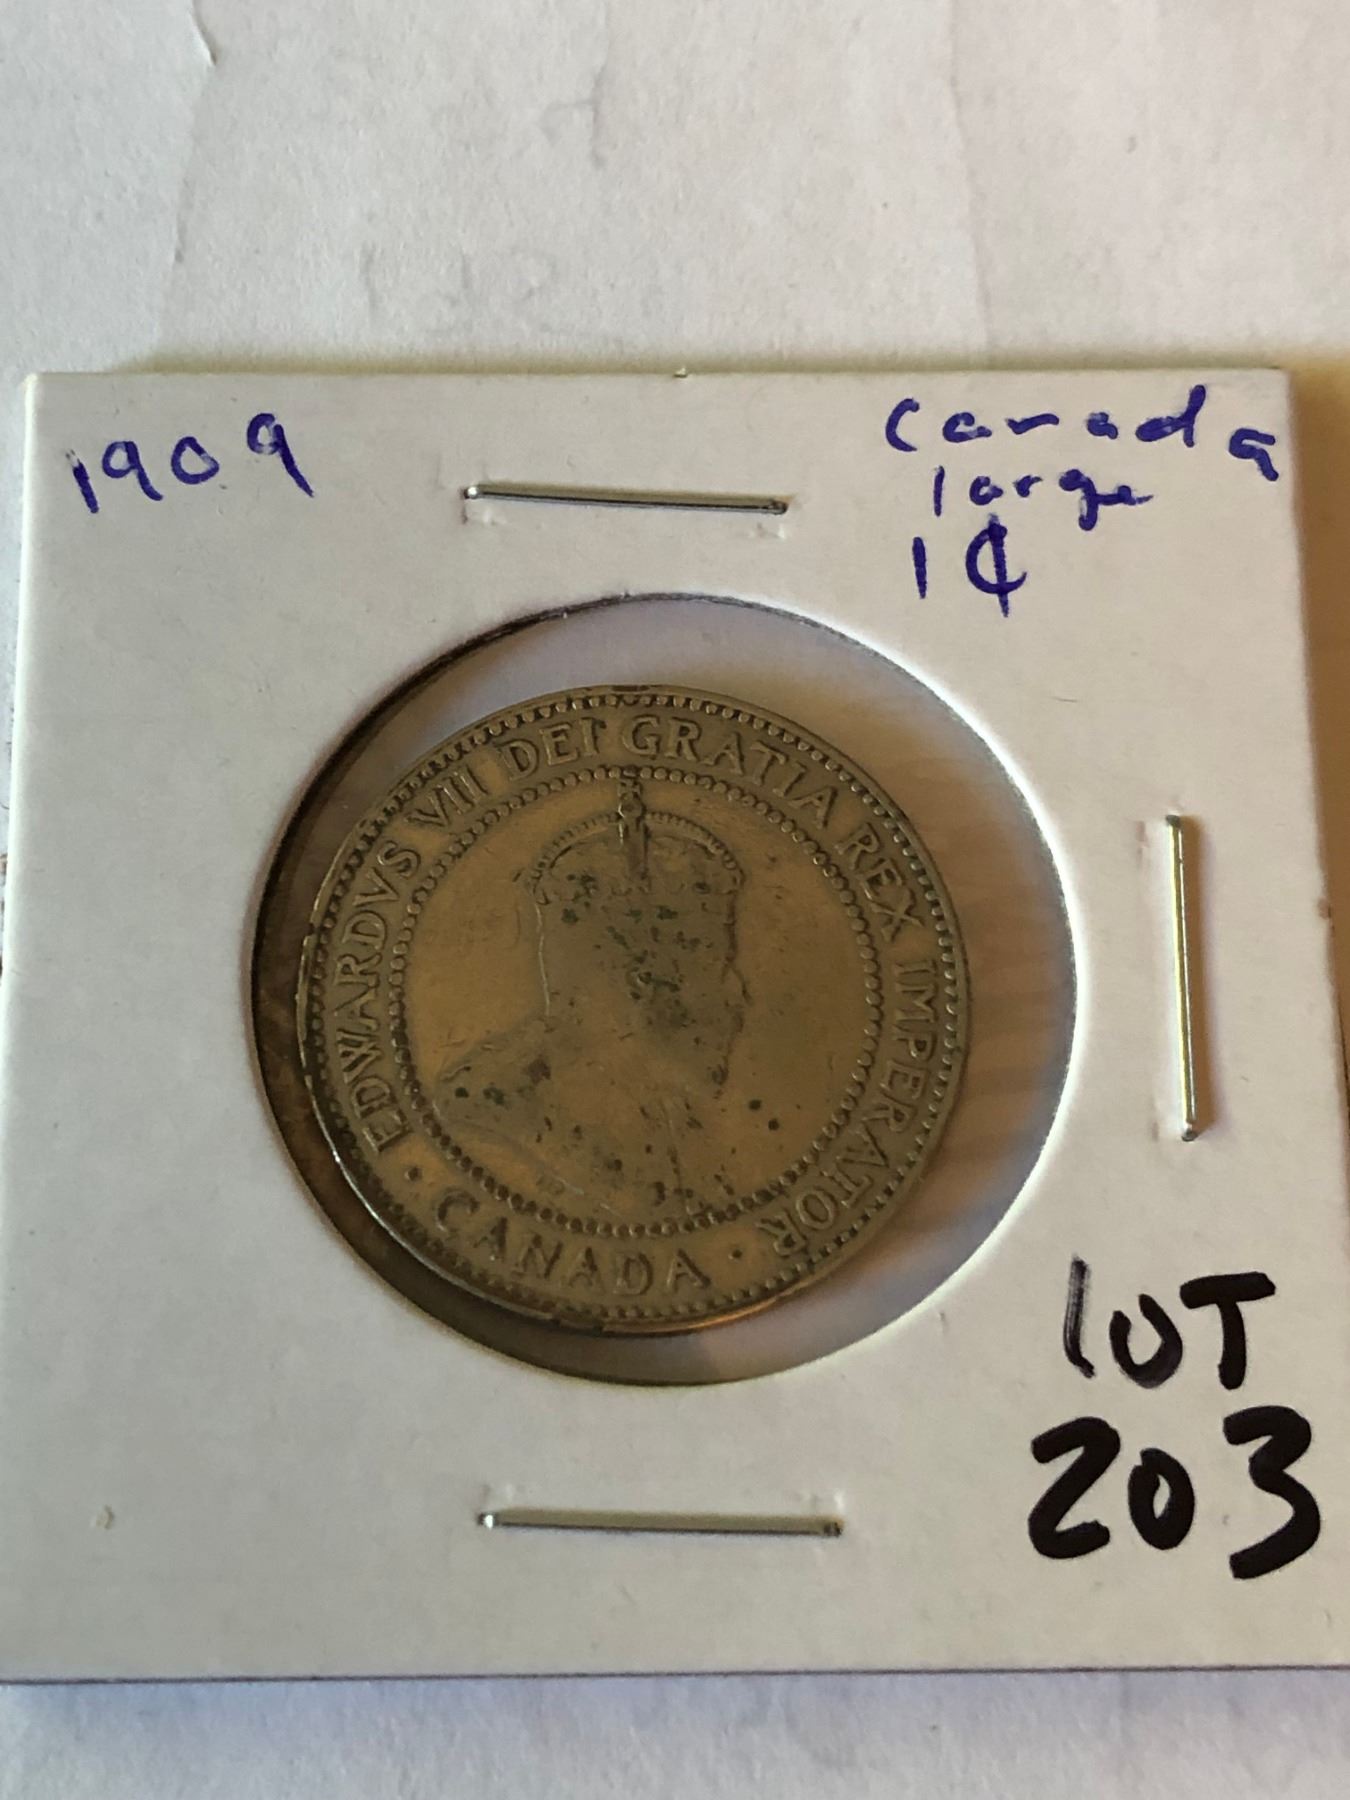 1909
Canada
large
1¢
EDWARDVS VII DEI GRATIA REX IMPERATOR
· CANADA ·
LOT
203